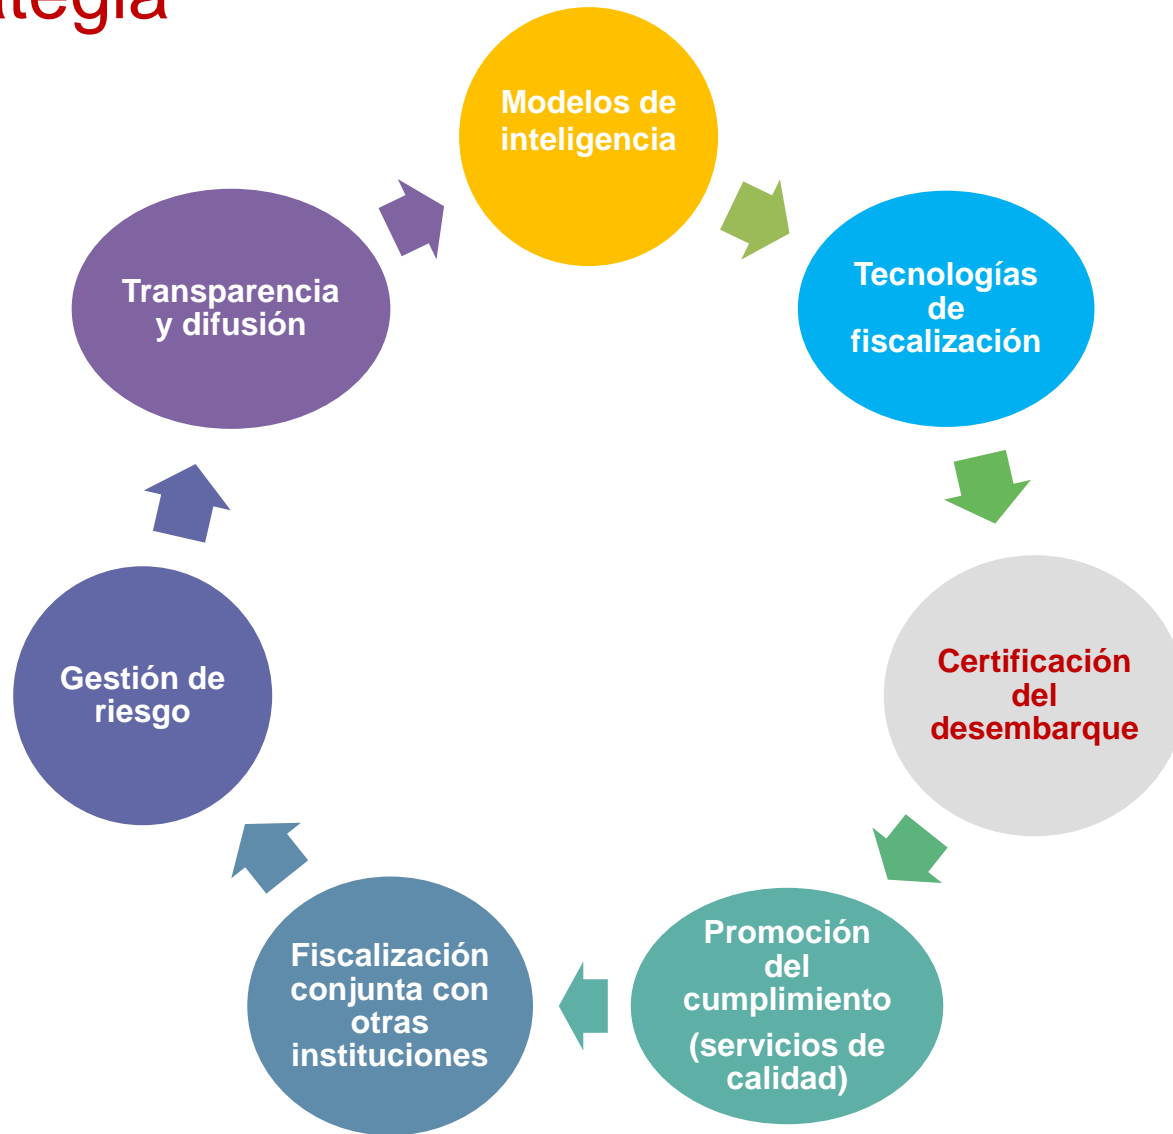 ategia
Modelos de
inteligencia
Tecnologías
de
fiscalización
Certificación
del
desembarque
Promoción
del
cumplimiento
(servicios de
calidad)
Fiscalización
conjunta con
otras
instituciones
Gestión de
riesgo
Transparencia
y difusión